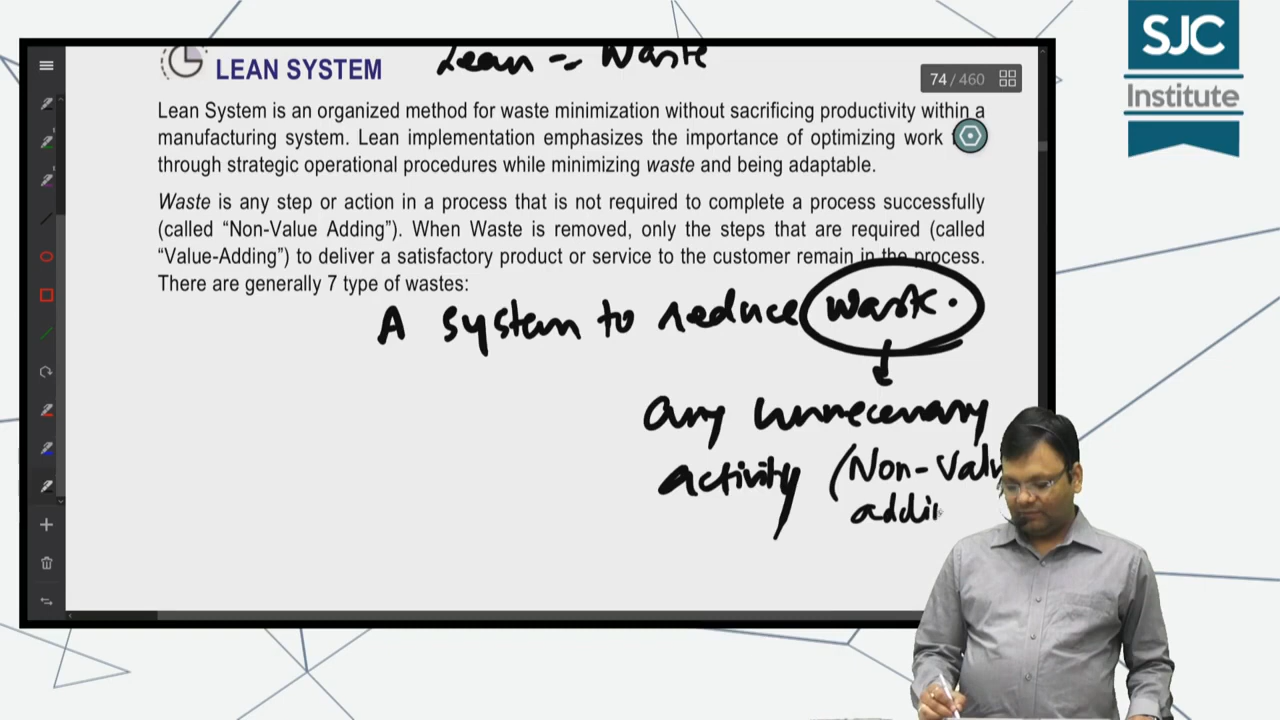 SJC
Institute
Lean -- Waste
LEAN SYSTEM
74 / 460
Lean System is an organized method for waste minimization without sacrificing productivity within a
manufacturing system. Lean implementation emphasizes the importance of optimizing work
through strategic operational procedures while minimizing waste and being adaptable.
Waste is any step or action in a process that is not required to complete a process successfully
(called “Non-Value Adding”). When Waste is removed, only the steps that are required (called
“Value-Adding”) to deliver a satisfactory product or service to the customer remain in the process.
There are generally 7 type of wastes:
A system to reduce waste.
any unnecessary
activity (Non-Valu
addin